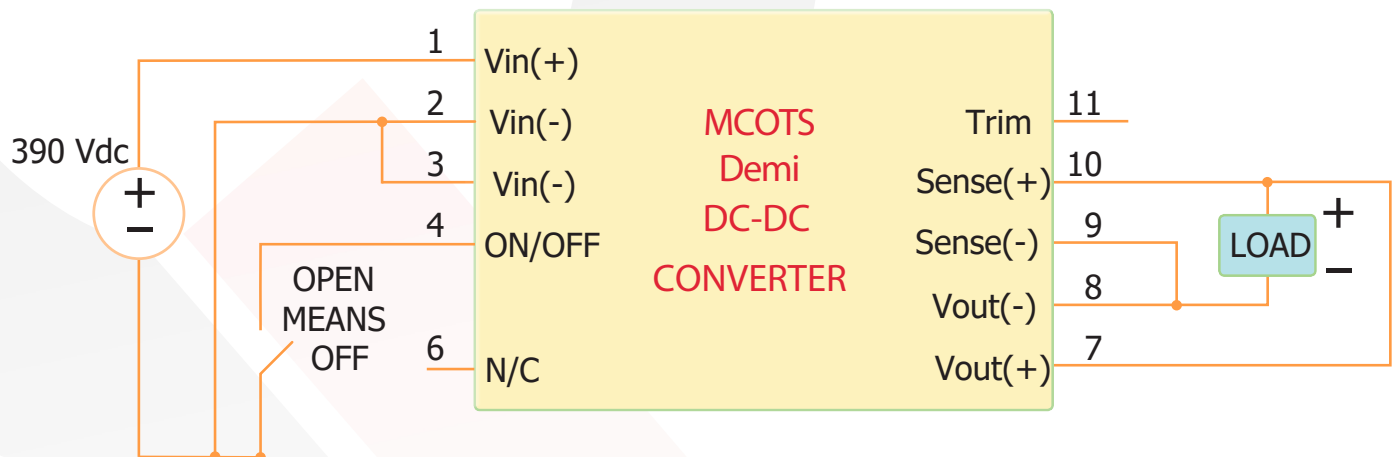 390 Vdc
+
−
1
2
3
4
6
OPEN
MEANS
OFF
Vin(+)
Vin(-)
Vin(-)
ON/OFF
N/C
MCOTS
Demi
DC-DC
CONVERTER
Trim
Sense(+)
Sense(-)
Vout(-)
Vout(+)
11
10
9
8
7
LOAD
+
−